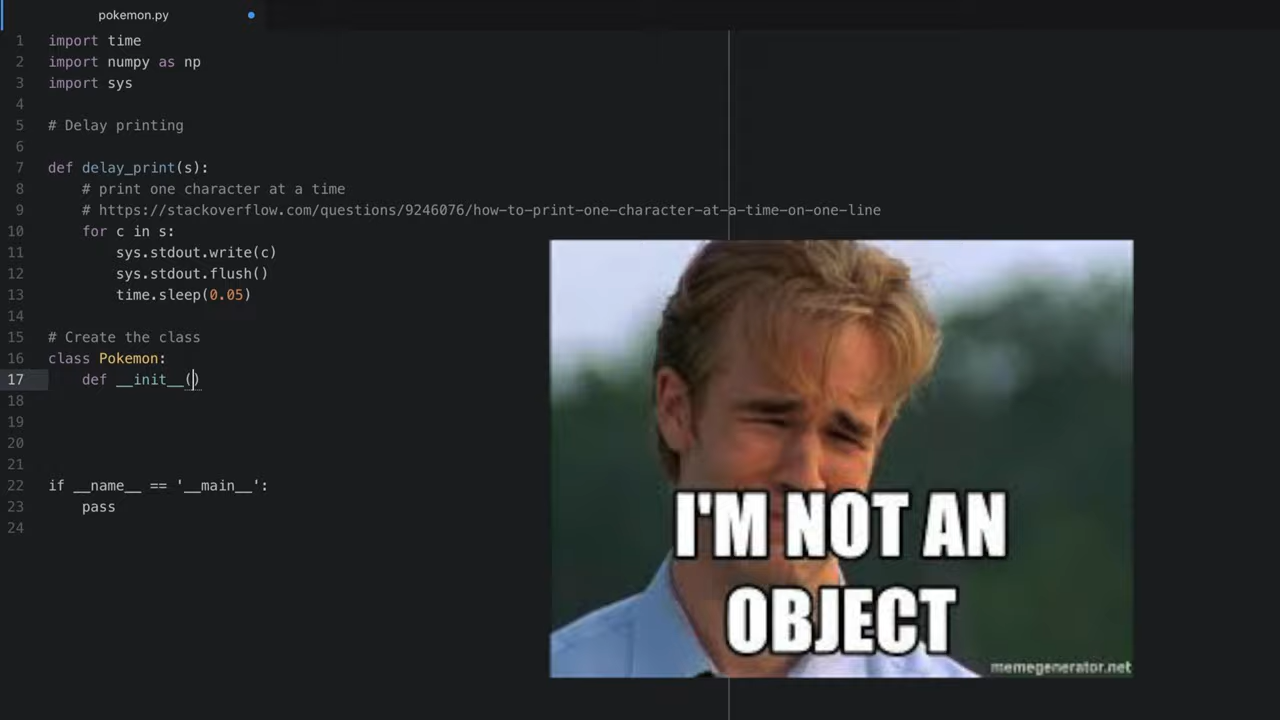 pokemon.py
1 import time
2 import numpy as np
3 import sys
4
5 # Delay printing
6
7 def delay_print(s):
8     # print one character at a time
9     # https://stackoverflow.com/questions/9246076/how-to-print-one-character-at-a-time-on-one-line
10     for c in s:
11         sys.stdout.write(c)
12         sys.stdout.flush()
13         time.sleep(0.05)
14
15 # Create the class
16 class Pokemon:
17     def __init__()
18
19
20
21
22 if __name__ == '__main__':
23     pass
24
I'M NOT AN
OBJECT
memegenerator.net